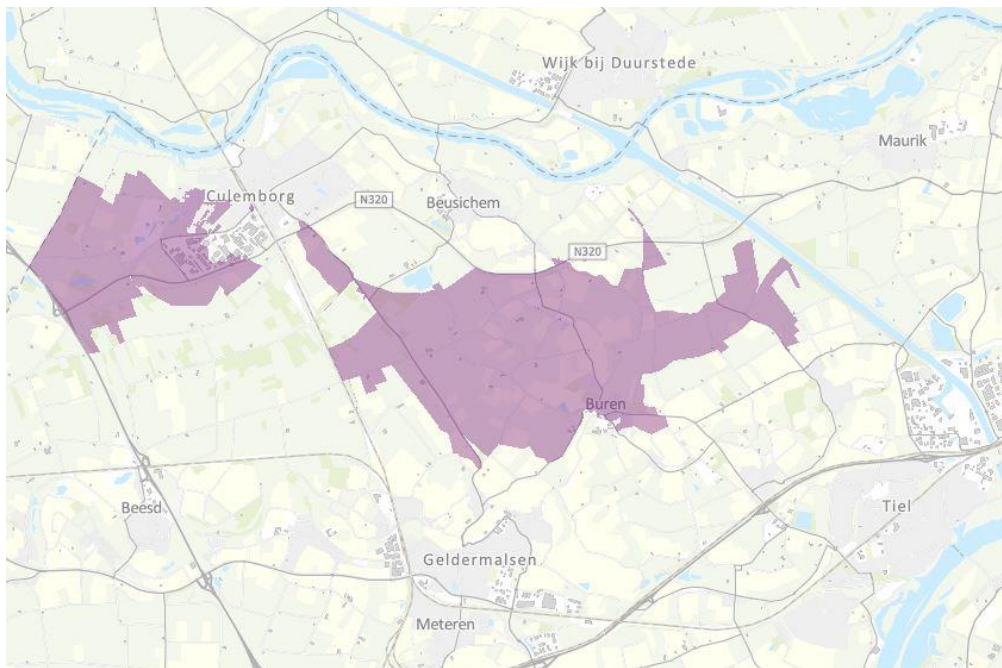 Wijk bij Duurstede
Maurik
Culemborg
N320
Beusichem
N320
Buren
Beesd
Tiel
Geldermalsen
Meteren